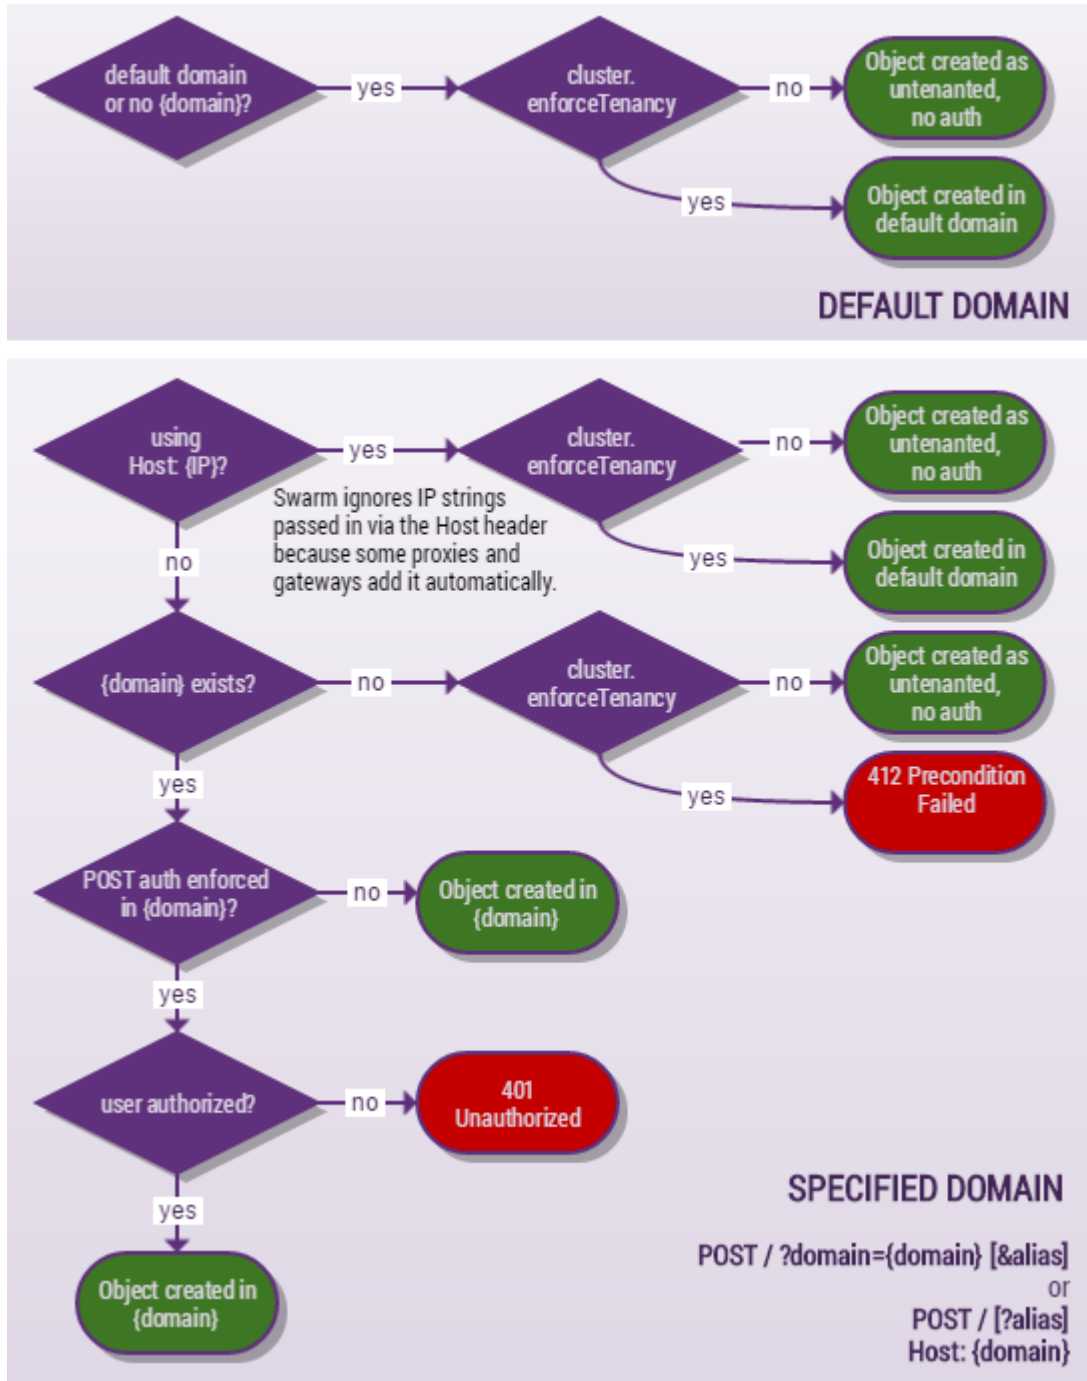 default domain
or no {domain}?
yes
cluster.
enforceTenancy
no
Object created as
untenanted,
no auth
yes
Object created in
default domain
DEFAULT DOMAIN
using
Host: {IP}?
yes
cluster.
enforceTenancy
no
Object created as
untenanted,
no auth
Swarm ignores IP strings
passed in via the Host header
because some proxies and
gateways add it automatically.
yes
Object created in
default domain
no
{domain} exists?
no
cluster.
enforceTenancy
no
Object created as
untenanted,
no auth
yes
412 Precondition
Failed
yes
POST auth enforced
in {domain}?
no
Object created in
{domain}
yes
user authorized?
no
401
Unauthorized
yes
Object created in
{domain}
SPECIFIED DOMAIN
POST / ?domain={domain} [&alias]
or
POST / [?alias]
Host: {domain}